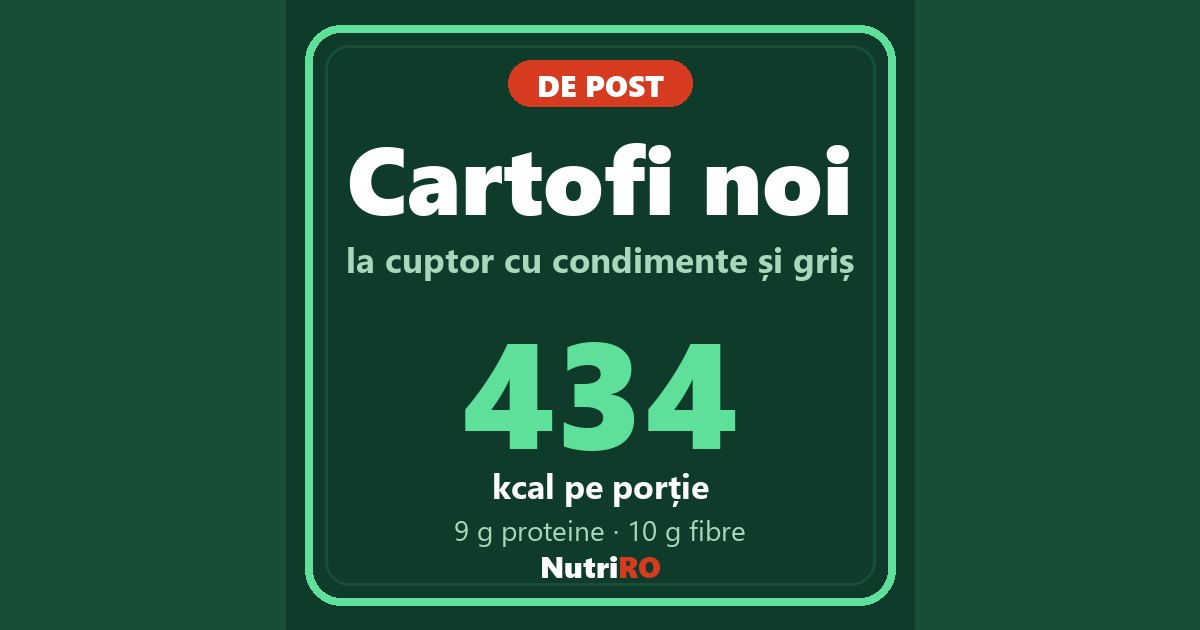 DE POST
Cartofi noi
la cuptor cu condimente și griș
434
kcal pe porție
9 g proteine · 10 g fibre
NutriRO